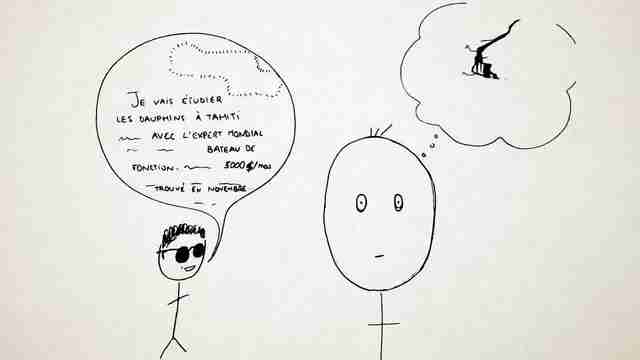 JE VAIS ÉTUDIER
LES DAUPHINS À TAHITI
AVEC L'EXPERT MONDIAL
BATEAU DE
FONCTION. 5000$/mois
TROUVÉ EN NOVEMBRE